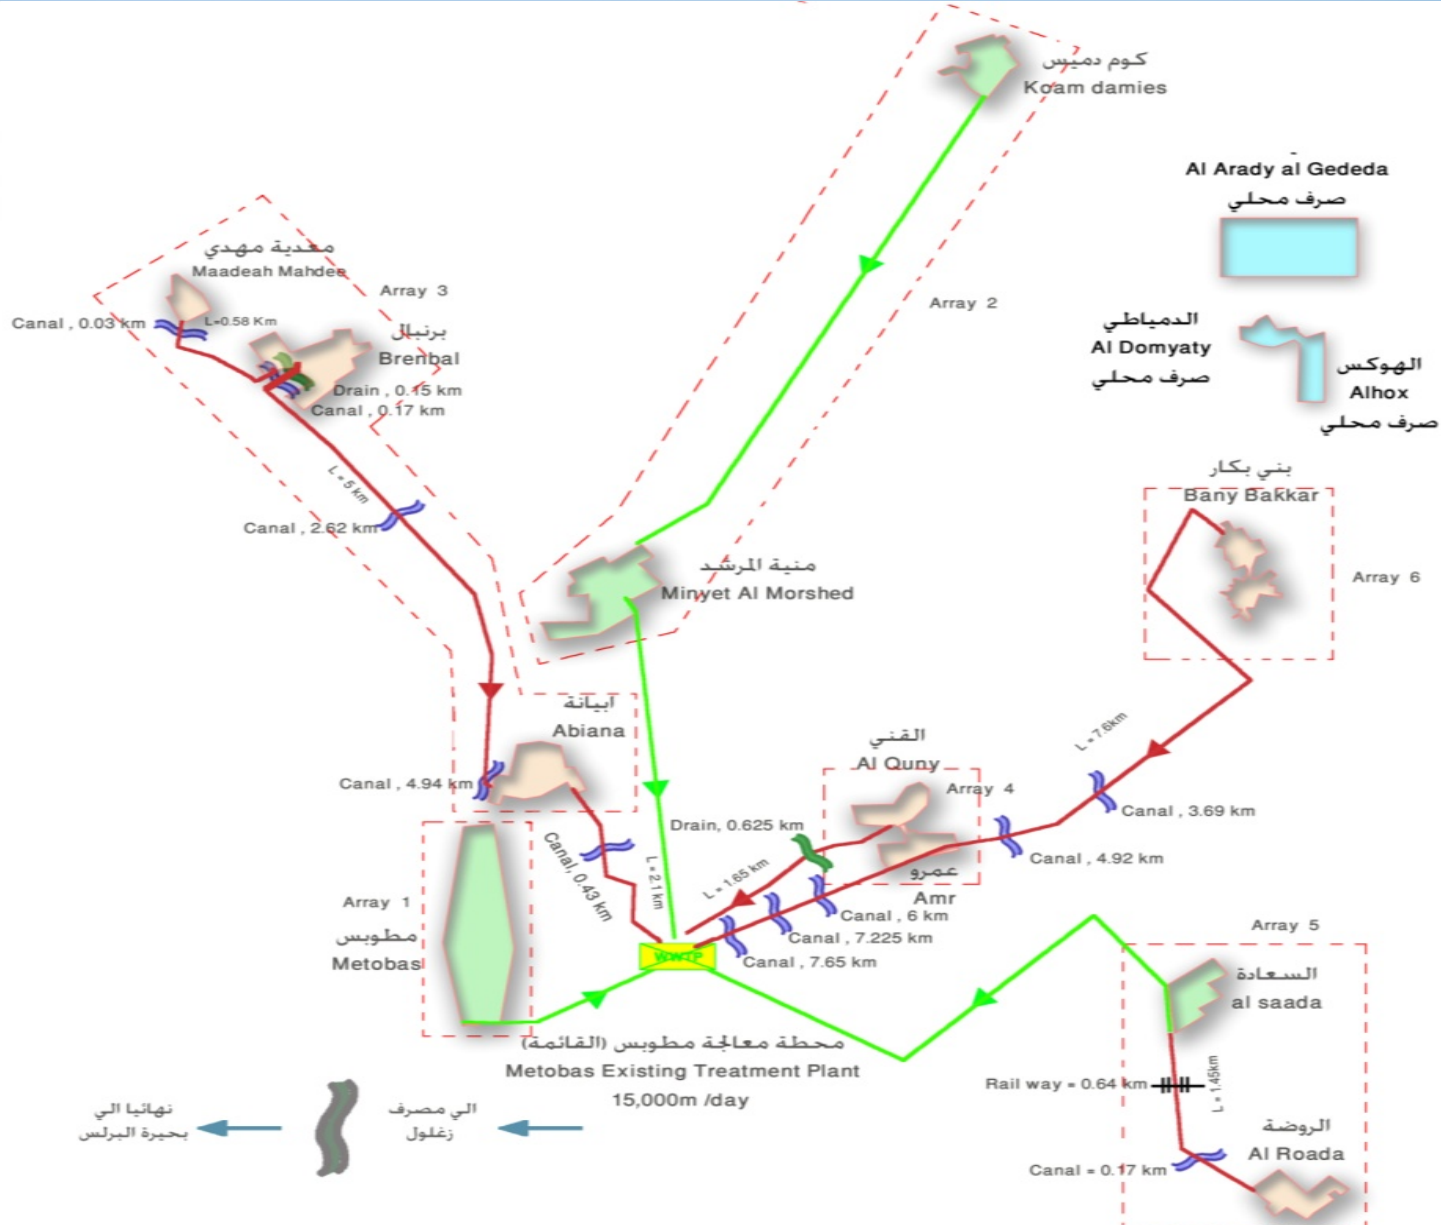 كوم دميس
Koam damies
-
Al Arady al Gededa
صرف محلي
معدية مهدي
Maadeah Mahdee
Array 3
Array 2
Canal , 0.03 km
L=0.58 Km
برنبال
Brenbal
Drain , 0.15 km
Canal , 0.17 km
الدمياطي
Al Domyaty
صرف محلي
الهوكس
Alhox
صرف محلي
L = 5 km
Canal , 2.62 km
بني بكار
Bany Bakkar
Array 6
منية المرشد
Minyet Al Morshed
ابيانة
Abiana
Canal , 4.94 km
Canal, 0.43 km
L = 2.1 km
القني
Al Quny
Array 4
L = 7.6km
Canal , 3.69 km
Drain, 0.625 km
Canal , 4.92 km
L = 1.65 km
عمرو
Amr
Canal , 6 km
Canal , 7.225 km
Canal , 7.65 km
Array 1
مطوبس
Metobas
WWTP
Array 5
السعادة
al saada
محطة معالجة مطوبس (القائمة)
Metobas Existing Treatment Plant
15,000m /day
Rail way = 0.64 km
L = 1.45km
الروضة
Al Roada
Canal = 0.17 km
الي مصرف
زغلول
نهائيا الي
بحيرة البرلس